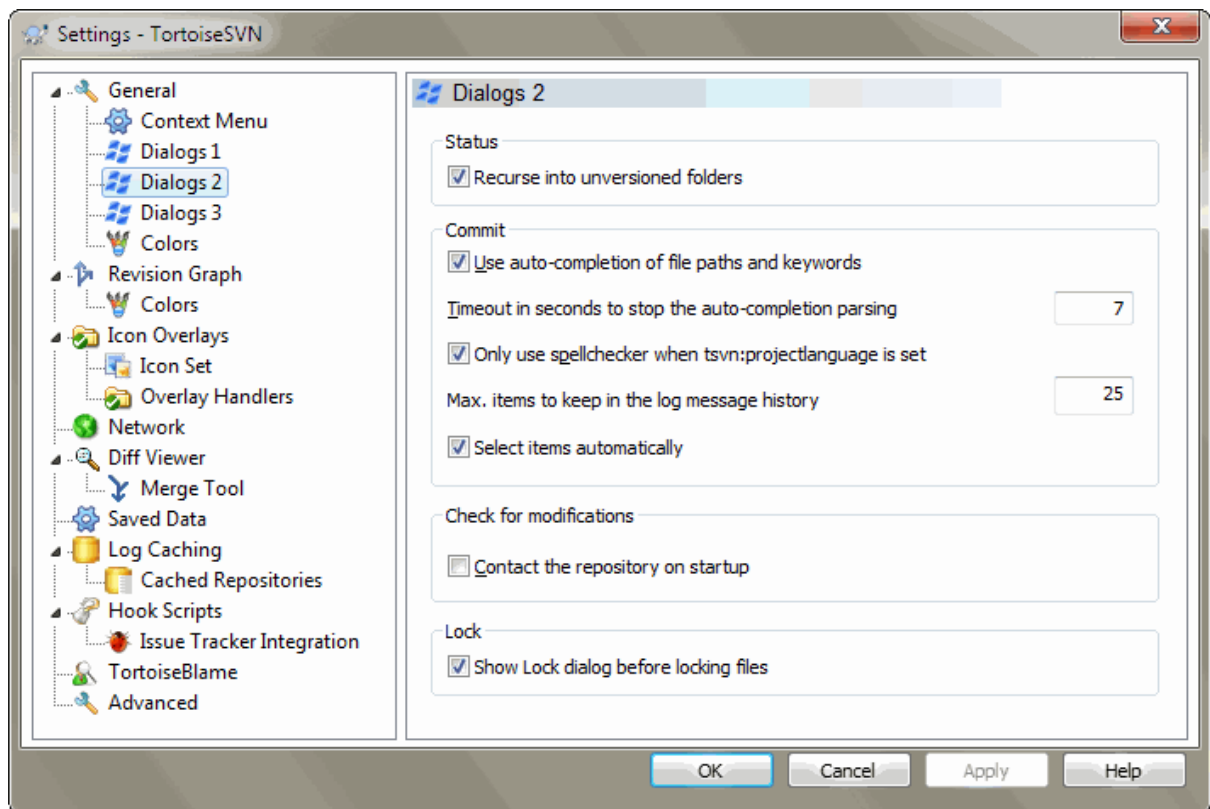 Settings - TortoiseSVN
General
Context Menu
Dialogs 1
Dialogs 2
Dialogs 3
Colors
Revision Graph
Colors
Icon Overlays
Icon Set
Overlay Handlers
Network
Diff Viewer
Merge Tool
Saved Data
Log Caching
Cached Repositories
Hook Scripts
Issue Tracker Integration
TortoiseBlame
Advanced
Dialogs 2
Status
Recurse into unversioned folders
Commit
Use auto-completion of file paths and keywords
Timeout in seconds to stop the auto-completion parsing 7
Only use spellchecker when tsvn:projectlanguage is set
Max. items to keep in the log message history 25
Select items automatically
Check for modifications
Contact the repository on startup
Lock
Show Lock dialog before locking files
OK Cancel Apply Help